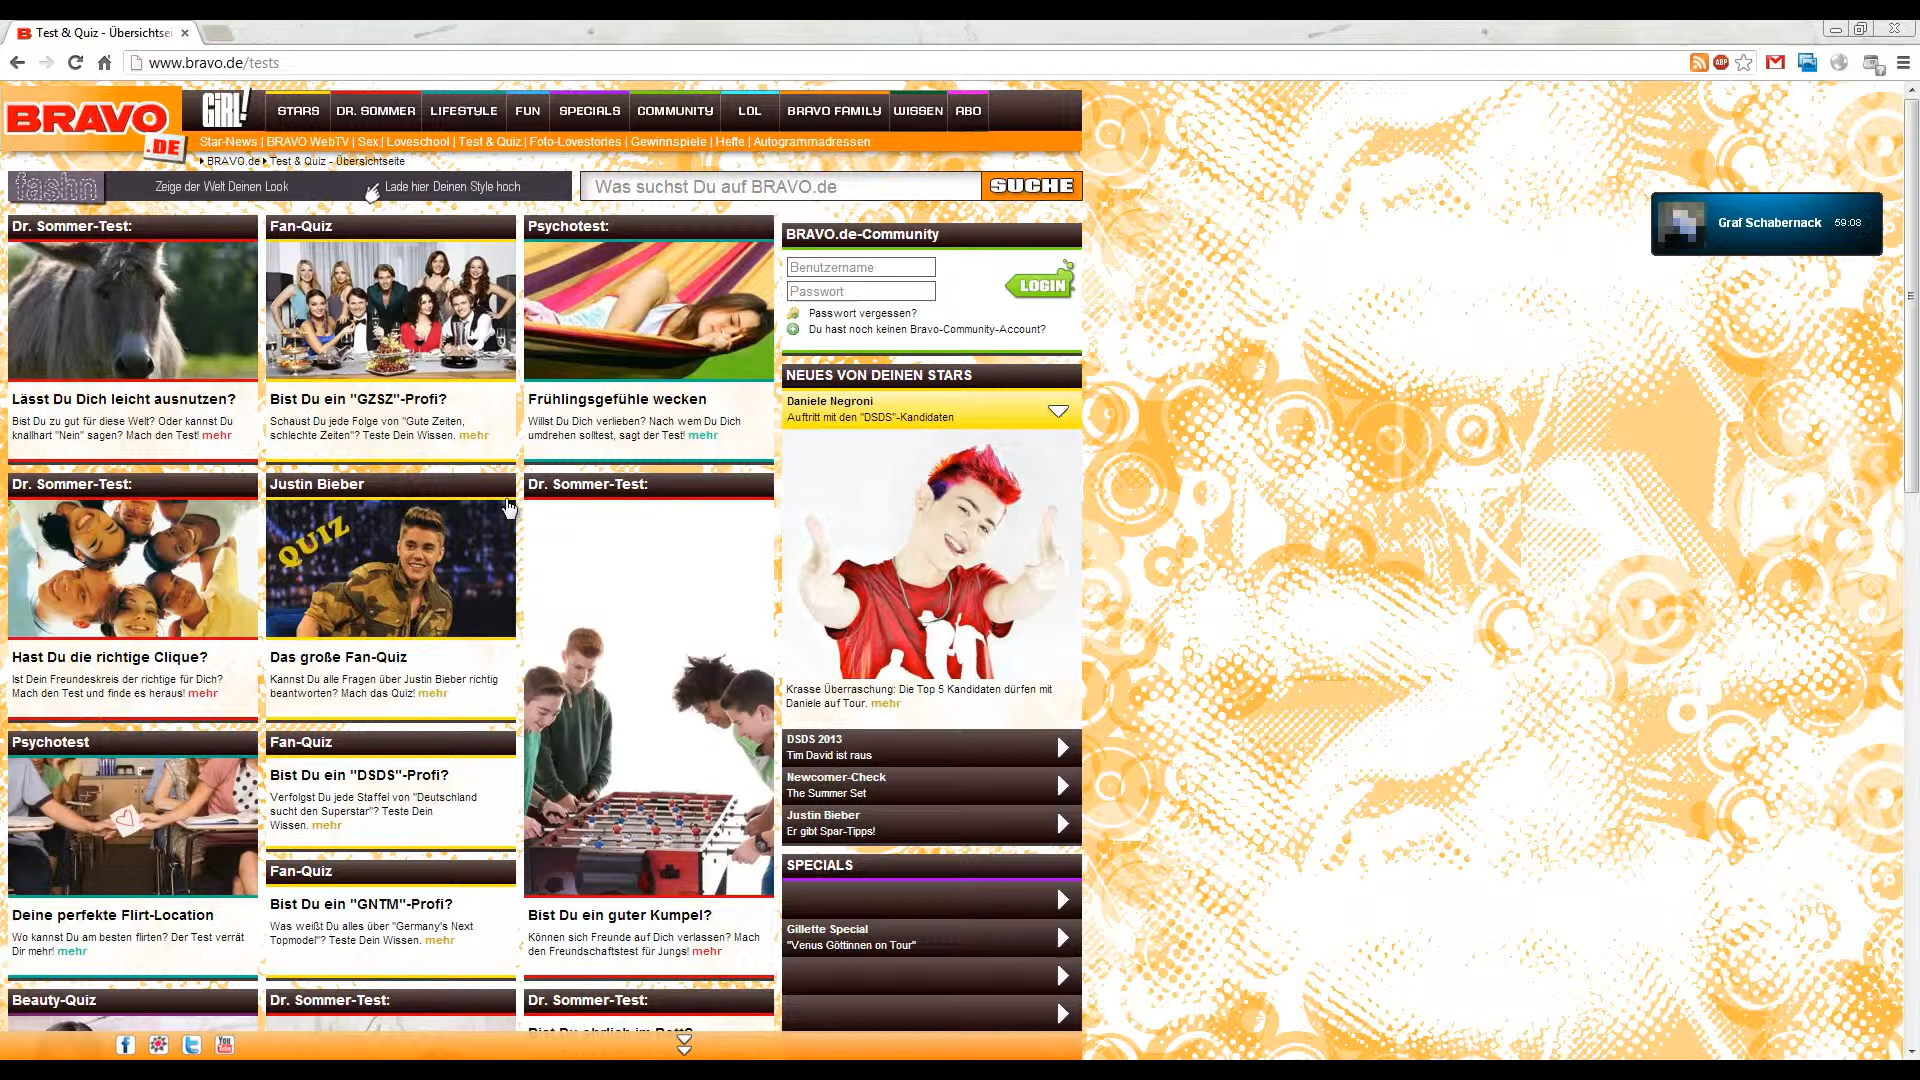 Test & Quiz - Übersichtsei
www.bravo.de/tests
BRAVO
.DE
GiRL!
STARS
DR. SOMMER
LIFESTYLE
FUN
SPECIALS
COMMUNITY
LOL
BRAVO FAMILY
WISSEN
ABO
Star-News | BRAVO WebTV | Sex | Loveschool | Test & Quiz | Foto-Lovestories | Gewinnspiele | Hefte | Autogrammadressen
BRAVO.de Test & Quiz - Übersichtseite
fashn
Zeige der Welt Deinen Look
Lade hier Deinen Style hoch
Was suchst Du auf BRAVO.de
SUCHE
Graf Schabernack 59:08
Dr. Sommer-Test:
Lässt Du Dich leicht ausnutzen?
Bist Du zu gut für diese Welt? Oder kannst Du
knallhart "Nein" sagen? Mach den Test! mehr
Fan-Quiz
Bist Du ein "GZSZ"-Profi?
Schaust Du jede Folge von "Gute Zeiten,
schlechte Zeiten"? Teste Dein Wissen. mehr
Psychotest:
Frühlingsgefühle wecken
Willst Du Dich verlieben? Nach wem Du Dich
umdrehen solltest, sagt der Test! mehr
BRAVO.de-Community
Benutzername
Passwort
LOGIN
Passwort vergessen?
Du hast noch keinen Bravo-Community-Account?
NEUES VON DEINEN STARS
Daniele Negroni
Auftritt mit den "DSDS"-Kandidaten
Krasse Überraschung: Die Top 5 Kandidaten dürfen mit
Daniele auf Tour. mehr
Dr. Sommer-Test:
Hast Du die richtige Clique?
Ist Dein Freundeskreis der richtige für Dich?
Mach den Test und finde es heraus! mehr
Justin Bieber
QUIZ
Das große Fan-Quiz
Kannst Du alle Fragen über Justin Bieber richtig
beantworten? Mach das Quiz! mehr
Dr. Sommer-Test:
Bist Du ein guter Kumpel?
Können sich Freunde auf Dich verlassen? Mach
den Freundschaftstest für Jungs! mehr
Psychotest
Deine perfekte Flirt-Location
Wo kannst Du am besten flirten? Der Test verrät
Dir mehr! mehr
Fan-Quiz
Bist Du ein "DSDS"-Profi?
Verfolgst Du jede Staffel von "Deutschland
sucht den Superstar"? Teste Dein
Wissen. mehr
Fan-Quiz
Bist Du ein "GNTM"-Profi?
Was weißt Du alles über "Germany's Next
Topmodel"? Teste Dein Wissen. mehr
DSDS 2013
Tim David ist raus
Newcomer-Check
The Summer Set
Justin Bieber
Er gibt Spar-Tipps!
SPECIALS
Gillette Special
"Venus Göttinnen on Tour"
Beauty-Quiz
Dr. Sommer-Test:
Dr. Sommer-Test:
Bist Du ehrlich im Bett?
You
Tube
ABP